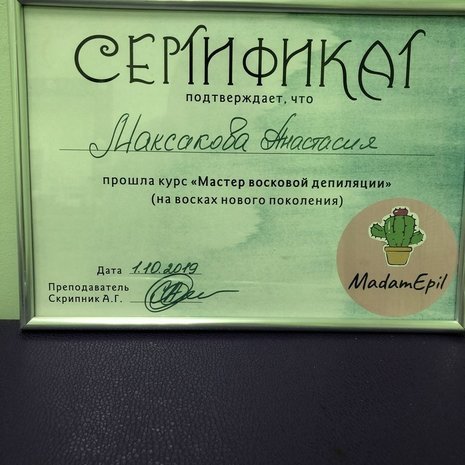 СЕРТИФИКАТ
подтверждает, что
Максакова Анастасия
прошла курс «Мастер восковой депиляции»
(на восках нового поколения)
Дата 1.10.2019
Преподаватель
Скрипник А.Г.
MadamEpil